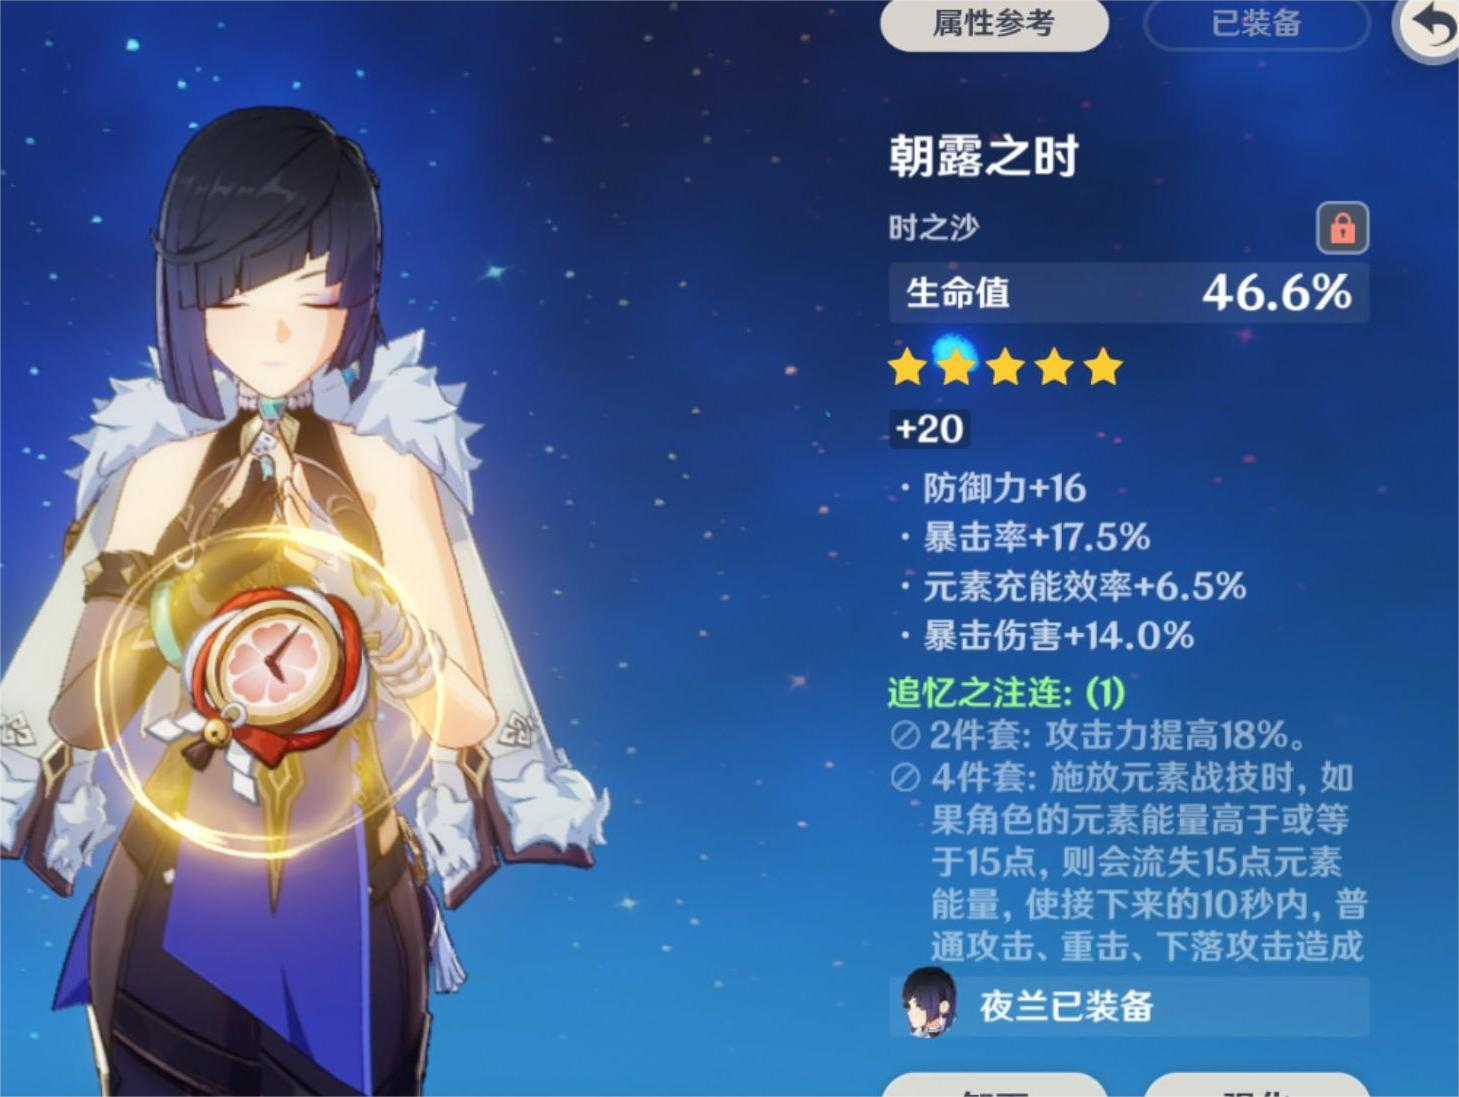 属性参考
已装备
朝露之时
时之沙
生命值 46.6%
+20
·防御力+16
·暴击率+17.5%
·元素充能效率+6.5%
·暴击伤害+14.0%
追忆之注连: (1)
2件套: 攻击力提高18%。
4件套: 施放元素战技时, 如
果角色的元素能量高于或等
于15点, 则会流失15点元素
能量, 使接下来的10秒内, 普
通攻击、重击、下落攻击造成
夜兰已装备